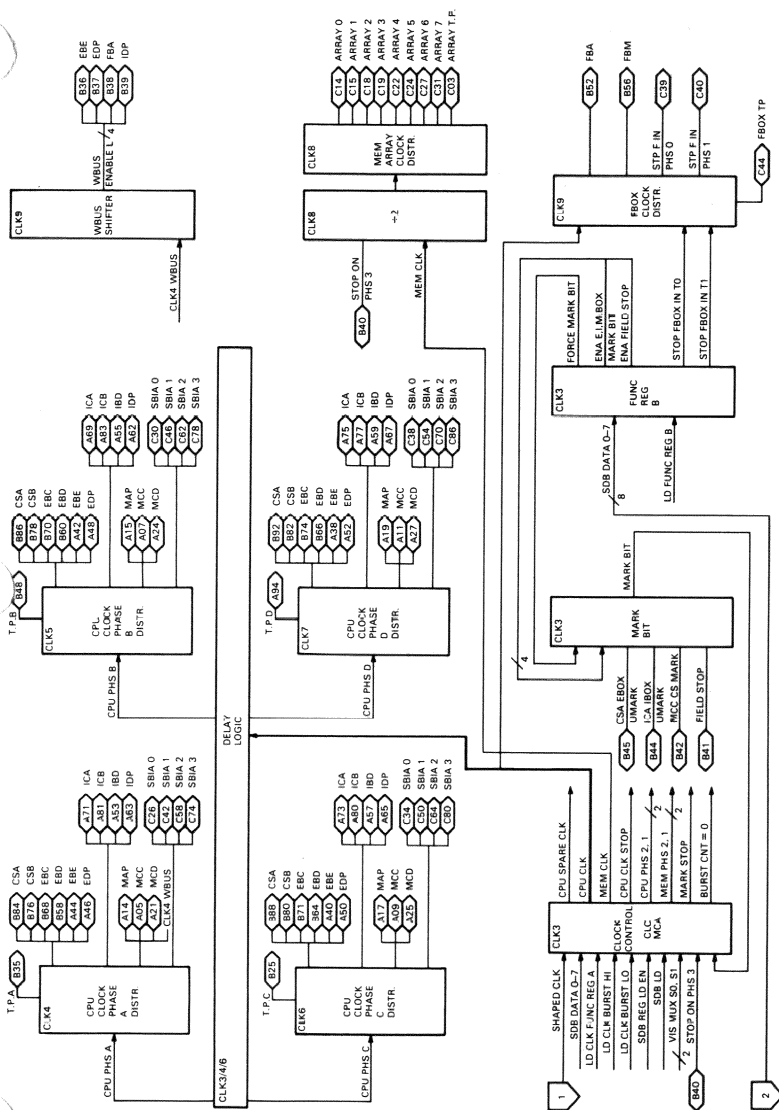 T.P.A
B35
CLK4
CPU
CLOCK
PHASE
A
DISTR.
CPU PHS A
B84 CSA
B76 CSB
B68 EBC
B58 EBD
A44 EBE
A46 EDP
A14 MAP
A05 MCC
A21 MCD
CLK4 WBUS
A71 ICA
A81 ICB
A53 IBD
A63 IDP
C26 SBIA 0
C42 SBIA 1
C58 SBIA 2
C74 SBIA 3
T.P.B
B48
CLK5
CPU
CLOCK
PHASE
B
DISTR.
CPU PHS B
B86 CSA
B78 CSB
B70 EBC
B60 EBD
A42 EBE
A48 EDP
A15 MAP
A07 MCC
A24 MCD
A69 ICA
A83 ICB
A55 IBD
A62 IDP
C30 SBIA 0
C46 SBIA 1
C62 SBIA 2
C78 SBIA 3
CLK9
WBUS
SHIFTER
CLK4 WBUS
WBUS
ENABLE L
4
B36 EBE
B37 EDP
B38 FBA
B39 IDP
CLK3/4/6
DELAY
LOGIC
T.P.C
B25
CLK6
CPU
CLOCK
PHASE
C
DISTR.
CPU PHS C
B88 CSA
B80 CSB
B71 EBC
B64 EBD
A40 EBE
A50 EDP
A17 MAP
A09 MCC
A25 MCD
A73 ICA
A80 ICB
A57 IBD
A65 IDP
C34 SBIA 0
C50 SBIA 1
C64 SBIA 2
C80 SBIA 3
T.P.D
A94
CLK7
CPU
CLOCK
PHASE
D
DISTR.
CPU PHS D
B92 CSA
B82 CSB
B74 EBC
B66 EBD
A38 EBE
A52 EDP
A19 MAP
A11 MCC
A27 MCD
A75 ICA
A77 ICB
A59 IBD
A67 IDP
C38 SBIA 0
C54 SBIA 1
C70 SBIA 2
C86 SBIA 3
B40
STOP ON
PHS 3
MEM CLK
CLK8
÷2
CLK8
MEM
ARRAY
CLOCK
DISTR.
C14 ARRAY 0
C15 ARRAY 1
C18 ARRAY 2
C19 ARRAY 3
C22 ARRAY 4
C24 ARRAY 5
C27 ARRAY 6
C31 ARRAY 7
C03 ARRAY T.P.
1
SHAPED CLK
SDB DATA 0–7
LD CLK FUNC REG A
LD CLK BURST HI
LD CLK BURST LO
SDB REG LD EN
SDB LD
VIS MUX S0, S1
2
STOP ON PHS 3
B40
CLK3
CLOCK
CONTROL
CLC
MCA
CPU SPARE CLK
CPU CLK
MEM CLK
CPU CLK STOP
CPU PHS 2, 1
2
MEM PHS 2, 1
2
MARK STOP
BURST CNT = 0
B45
CSA EBOX
UMARK
B44
ICA IBOX
UMARK
B42
MCC CS MARK
B41
FIELD STOP
4
CLK3
MARK
BIT
MARK BIT
SDB DATA 0–7
8
LD FUNC REG B
CLK3
FUNC
REG
B
FORCE MARK BIT
ENA E,I,M,BOX
MARK BIT
ENA FIELD STOP
STOP FBOX IN T0
STOP FBOX IN T1
CLK9
FBOX
CLOCK
DISTR.
B52 FBA
B56 FBM
STP F IN
PHS 0
C39
STP F IN
PHS 1
C40
C44 FBOX TP
2